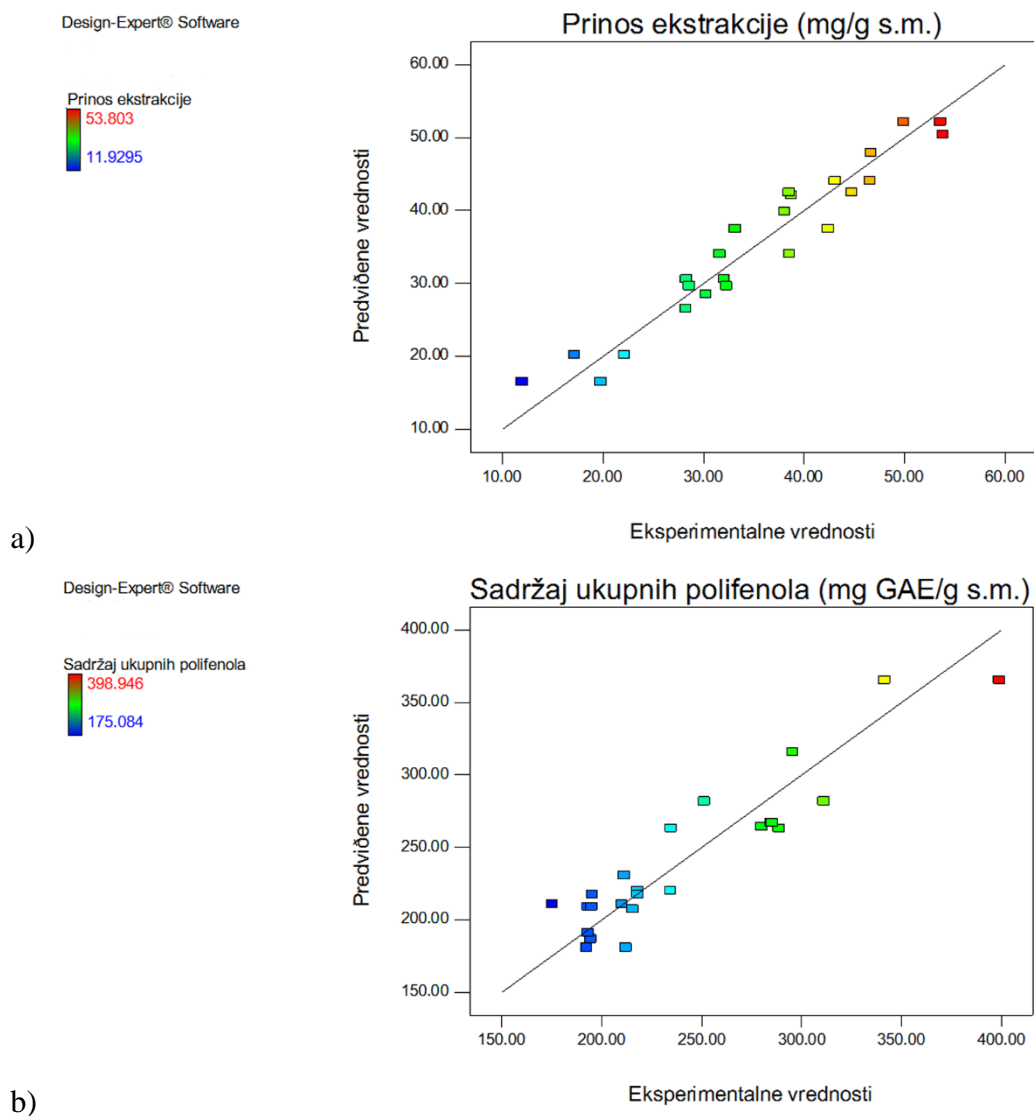 Design-Expert® Software
Prinos ekstrakcije (mg/g s.m.)
Prinos ekstrakcije
53.803
11.9295
Predviđene vrednosti
60.00
50.00
40.00
30.00
20.00
10.00
10.00 20.00 30.00 40.00 50.00 60.00
Eksperimentalne vrednosti
a)
Design-Expert® Software
Sadržaj ukupnih polifenola (mg GAE/g s.m.)
Sadržaj ukupnih polifenola
398.946
175.084
Predviđene vrednosti
400.00
350.00
300.00
250.00
200.00
150.00
150.00 200.00 250.00 300.00 350.00 400.00
Eksperimentalne vrednosti
b)